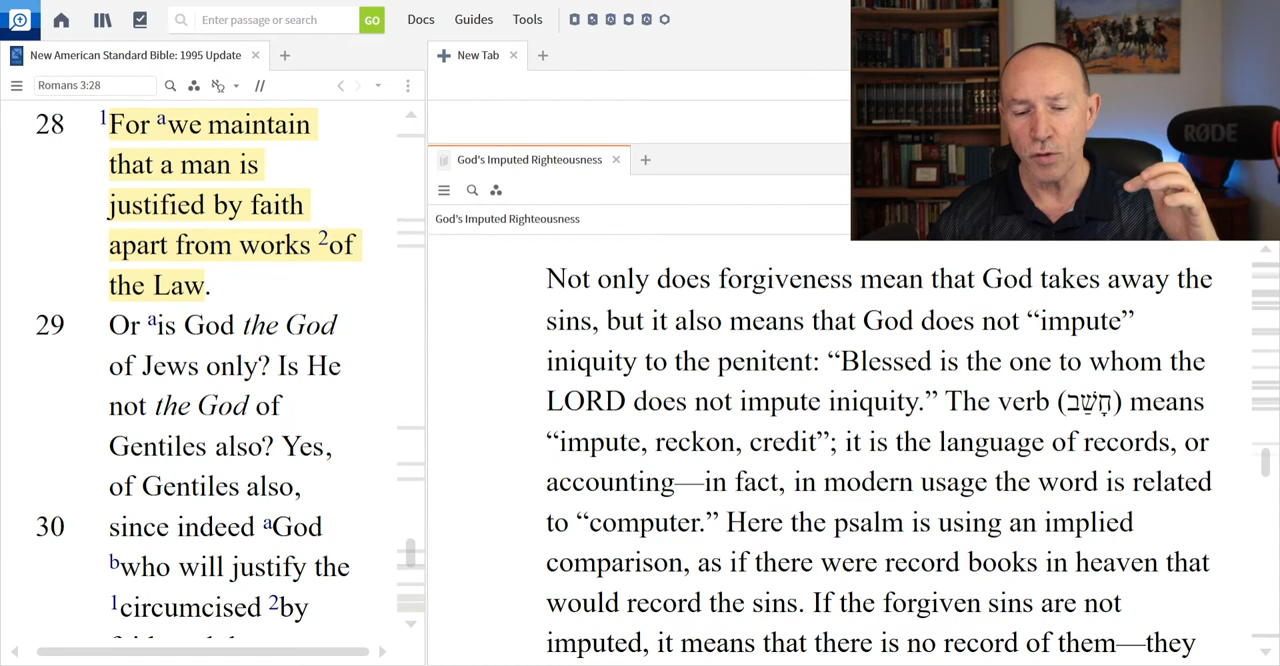 Enter passage or search
GO
Docs
Guides
Tools
New American Standard Bible: 1995 Update
New Tab
Romans 3:28
28 1For awe maintain
that a man is
justified by faith
apart from works 2of
the Law.
29 Or ais God the God
of Jews only? Is He
not the God of
Gentiles also? Yes,
of Gentiles also,
30 since indeed aGod
bwho will justify the
1circumcised 2by
God's Imputed Righteousness
God's Imputed Righteousness
Not only does forgiveness mean that God takes away the
sins, but it also means that God does not “impute”
iniquity to the penitent: “Blessed is the one to whom the
LORD does not impute iniquity.” The verb (חָשַׁב) means
“impute, reckon, credit”; it is the language of records, or
accounting—in fact, in modern usage the word is related
to “computer.” Here the psalm is using an implied
comparison, as if there were record books in heaven that
would record the sins. If the forgiven sins are not
imputed, it means that there is no record of them—they
RØDE